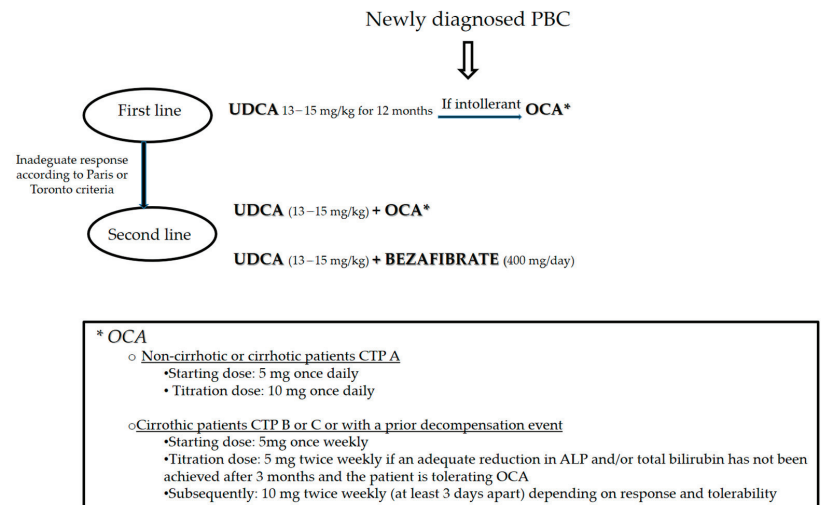 Newly diagnosed PBC
First line
UDCA 13–15 mg/kg for 12 months If intollerant OCA*
Inadeguate response
according to Paris or
Toronto criteria
Second line
UDCA (13–15 mg/kg) + OCA*
UDCA (13–15 mg/kg) + BEZAFIBRATE (400 mg/day)
* OCA
○ Non-cirrhotic or cirrhotic patients CTP A
•Starting dose: 5 mg once daily
• Titration dose: 10 mg once daily
○Cirrothic patients CTP B or C or with a prior decompensation event
•Starting dose: 5mg once weekly
•Titration dose: 5 mg twice weekly if an adequate reduction in ALP and/or total bilirubin has not been
achieved after 3 months and the patient is tolerating OCA
•Subsequently: 10 mg twice weekly (at least 3 days apart) depending on response and tolerability